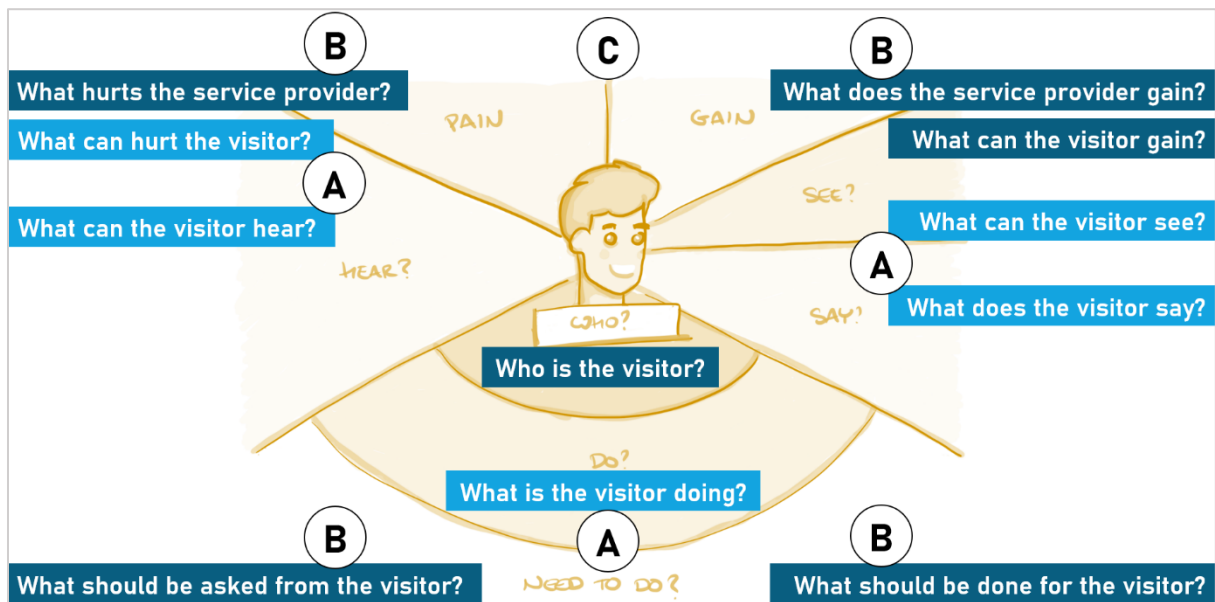 B
C
B
What hurts the service provider?
What does the service provider gain?
PAIN
GAIN
What can hurt the visitor?
What can the visitor gain?
A
SEE?
What can the visitor hear?
What can the visitor see?
HEAR?
A
What does the visitor say?
SAY?
WHO?
Who is the visitor?
DO?
What is the visitor doing?
B
A
B
What should be asked from the visitor?
NEED TO DO?
What should be done for the visitor?